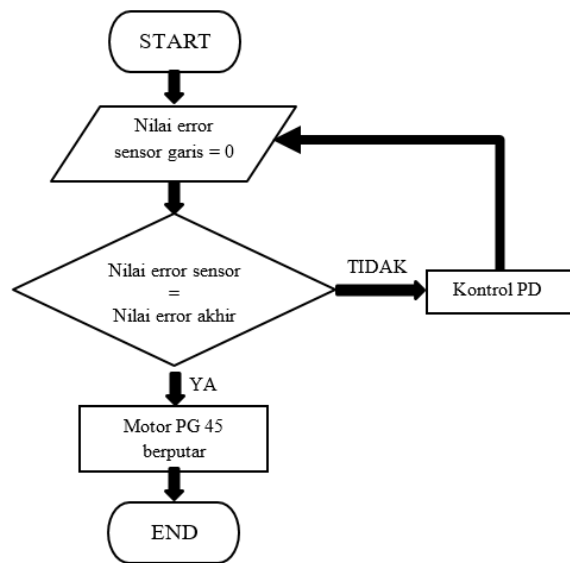 START
Nilai error
sensor garis = 0
Nilai error sensor
=
Nilai error akhir
TIDAK
Kontrol PD
YA
Motor PG 45
berputar
END